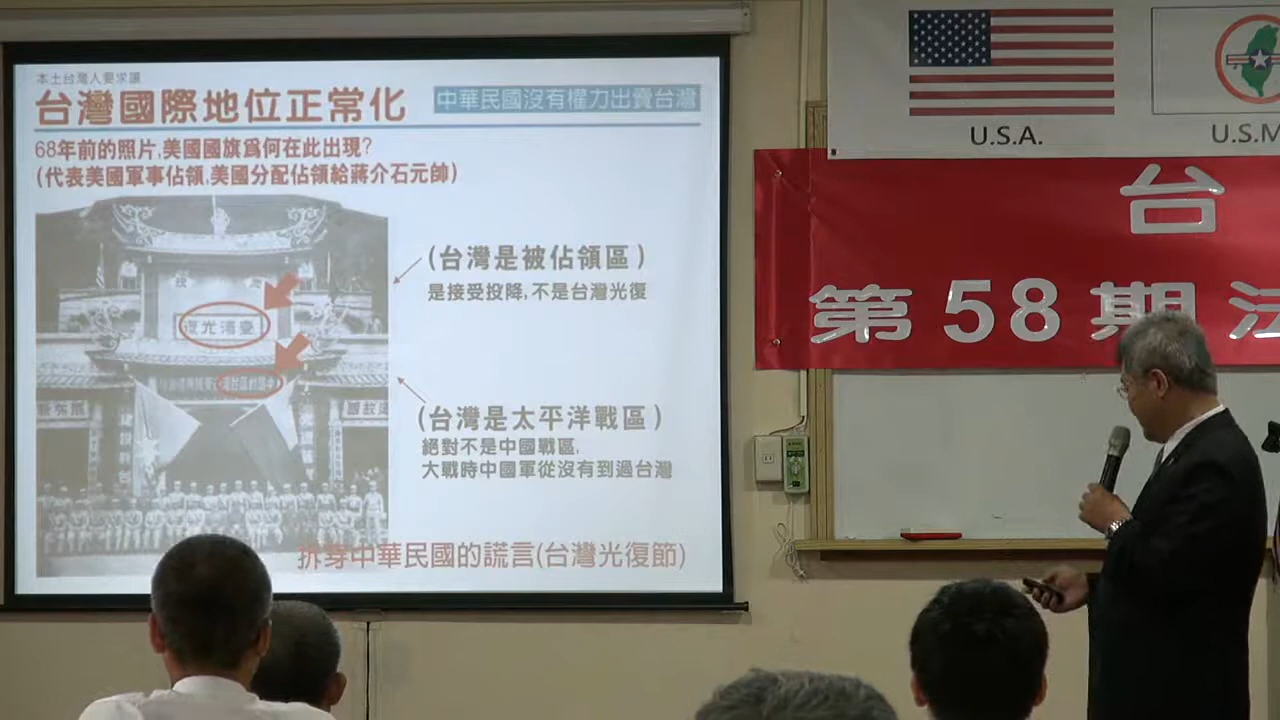 本土台灣人要求讓
台灣國際地位正常化
中華民國沒有權力出賣台灣
68年前的照片,美國國旗為何在此出現?
(代表美國軍事佔領,美國分配佔領給蔣介石元帥)
(台灣是被佔領區)
是接受投降,不是台灣光復
臺灣光復
(台灣是太平洋戰區)
絕對不是中國戰區,
大戰時中國軍從沒有到過台灣
拆穿中華民國的謊言(台灣光復節)
U.S.A.
U.S.M
台
第58期法